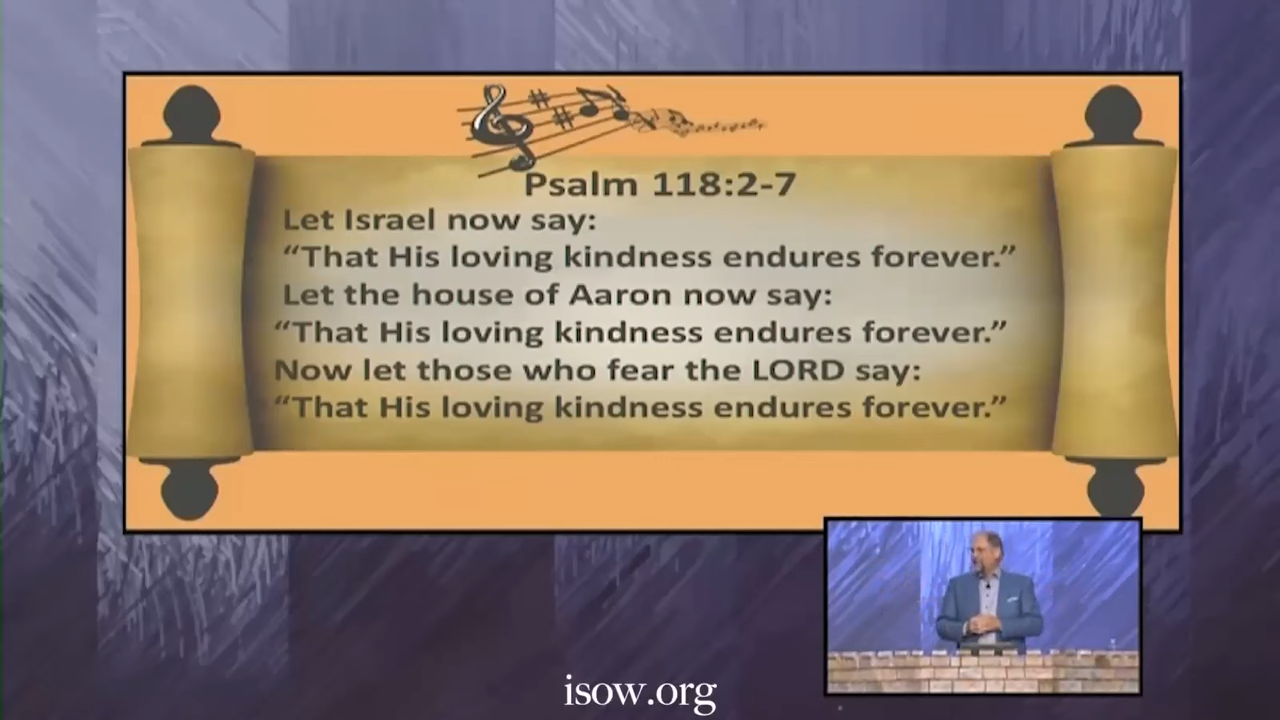 Psalm 118:2-7
Let Israel now say:
“That His loving kindness endures forever.”
Let the house of Aaron now say:
“That His loving kindness endures forever.”
Now let those who fear the LORD say:
“That His loving kindness endures forever.”
isow.org